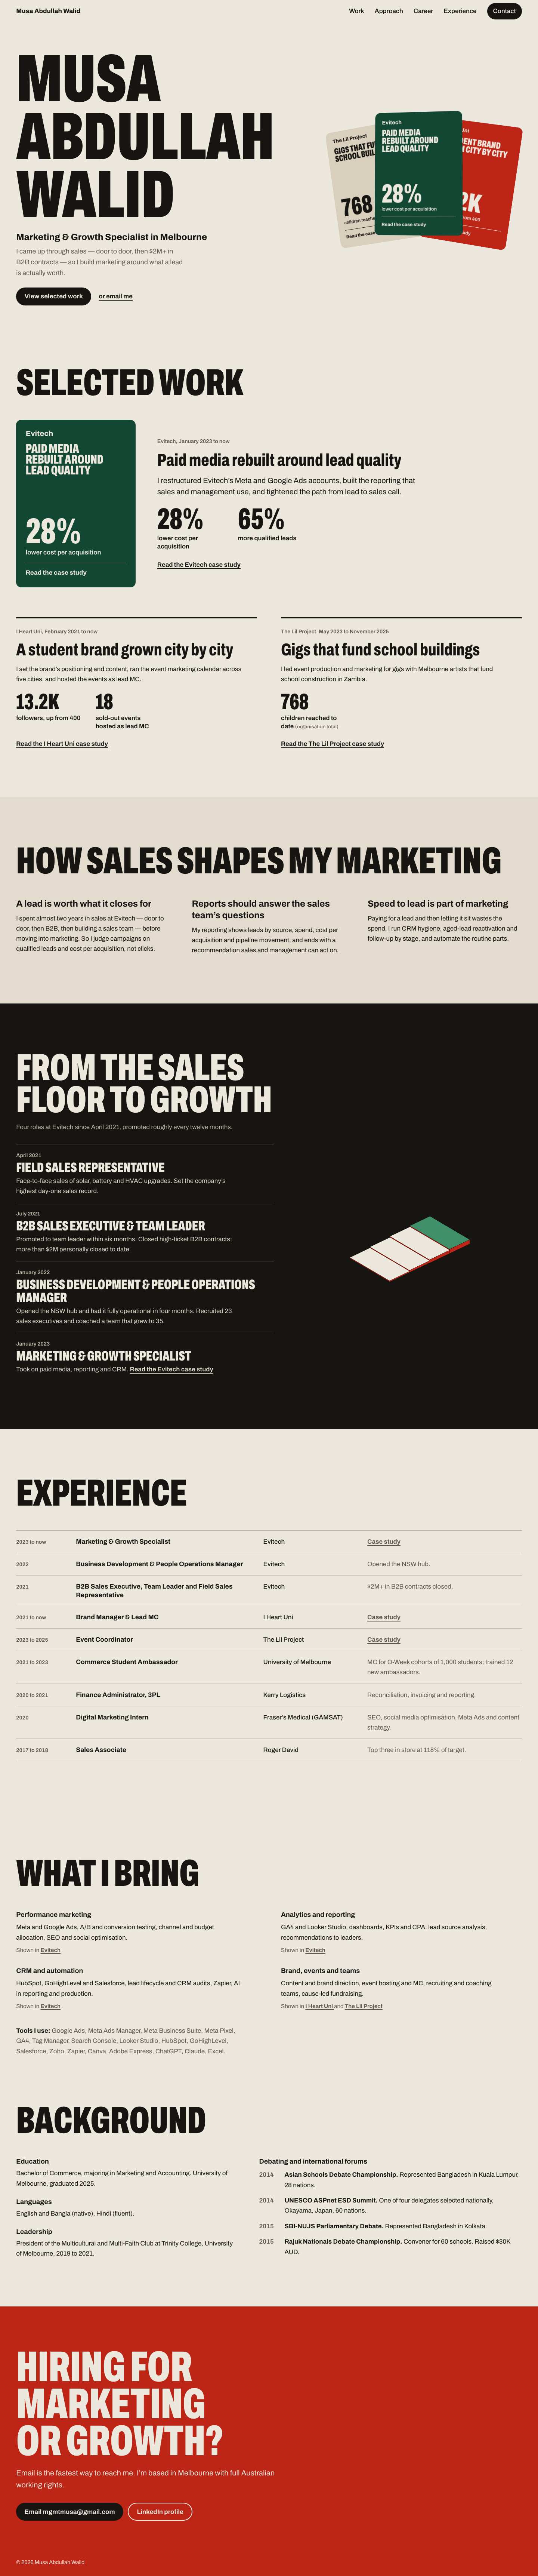 Musa Abdullah Walid
Work Approach Career Experience Contact
MUSA
ABDULLAH
WALID
Marketing & Growth Specialist in Melbourne
I came up through sales — door to door, then $2M+ in
B2B contracts — so I build marketing around what a lead
is actually worth.
View selected work or email me
The Lil Project
GIGS THAT FU
SCHOOL BUIL
768
children reache
Read the case
Evitech
PAID MEDIA
REBUILT AROUND
LEAD QUALITY
28%
lower cost per acquisition
Read the case study
Uni
ENT BRAND
CITY BY CITY
2K
from 400
SELECTED WORK
Evitech
PAID MEDIA
REBUILT AROUND
LEAD QUALITY
28%
lower cost per acquisition
Read the case study
Evitech, January 2023 to now
Paid media rebuilt around lead quality
I restructured Evitech's Meta and Google Ads accounts, built the reporting that
sales and management use, and tightened the path from lead to sales call.
28% 65%
lower cost per more qualified leads
acquisition
Read the Evitech case study
I Heart Uni, February 2021 to now
A student brand grown city by city
I set the brand's positioning and content, ran the event marketing calendar across
five cities, and hosted the events as lead MC.
13.2K 18
followers, up from 400 sold-out events
hosted as lead MC
Read the I Heart Uni case study
The Lil Project, May 2023 to November 2025
Gigs that fund school buildings
I led event production and marketing for gigs with Melbourne artists that fund
school construction in Zambia.
768
children reached to
date (organisation total)
Read the The Lil Project case study
HOW SALES SHAPES MY MARKETING
A lead is worth what it closes for
I spent almost two years in sales at Evitech — door to
door, then B2B, then building a sales team — before
moving into marketing. So I judge campaigns on
qualified leads and cost per acquisition, not clicks.
Reports should answer the sales
team's questions
My reporting shows leads by source, spend, cost per
acquisition and pipeline movement, and ends with a
recommendation sales and management can act on.
Speed to lead is part of marketing
Paying for a lead and then letting it sit wastes the
spend. I run CRM hygiene, aged-lead reactivation and
follow-up by stage, and automate the routine parts.
FROM THE SALES
FLOOR TO GROWTH
Four roles at Evitech since April 2021, promoted roughly every twelve months.
April 2021
FIELD SALES REPRESENTATIVE
Face-to-face sales of solar, battery and HVAC upgrades. Set the company's
highest day-one sales record.
July 2021
B2B SALES EXECUTIVE & TEAM LEADER
Promoted to team leader within six months. Closed high-ticket B2B contracts;
more than $2M personally closed to date.
January 2022
BUSINESS DEVELOPMENT & PEOPLE OPERATIONS
MANAGER
Opened the NSW hub and had it fully operational in four months. Recruited 23
sales executives and coached a team that grew to 35.
January 2023
MARKETING & GROWTH SPECIALIST
Took on paid media, reporting and CRM. Read the Evitech case study
EXPERIENCE
2023 to now Marketing & Growth Specialist Evitech Case study
2022 Business Development & People Operations Manager Evitech Opened the NSW hub.
2021 B2B Sales Executive, Team Leader and Field Sales Evitech $2M+ in B2B contracts closed.
Representative
2021 to now Brand Manager & Lead MC I Heart Uni Case study
2023 to 2025 Event Coordinator The Lil Project Case study
2021 to 2023 Commerce Student Ambassador University of Melbourne MC for O-Week cohorts of 1,000 students; trained 12
new ambassadors.
2020 to 2021 Finance Administrator, 3PL Kerry Logistics Reconciliation, invoicing and reporting.
2020 Digital Marketing Intern Fraser's Medical (GAMSAT) SEO, social media optimisation, Meta Ads and content
strategy.
2017 to 2018 Sales Associate Roger David Top three in store at 118% of target.
WHAT I BRING
Performance marketing
Meta and Google Ads, A/B and conversion testing, channel and budget
allocation, SEO and social optimisation.
Shown in Evitech
Analytics and reporting
GA4 and Looker Studio, dashboards, KPIs and CPA, lead source analysis,
recommendations to leaders.
Shown in Evitech
CRM and automation
HubSpot, GoHighLevel and Salesforce, lead lifecycle and CRM audits, Zapier, AI
in reporting and production.
Shown in Evitech
Brand, events and teams
Content and brand direction, event hosting and MC, recruiting and coaching
teams, cause-led fundraising.
Shown in I Heart Uni and The Lil Project
Tools I use: Google Ads, Meta Ads Manager, Meta Business Suite, Meta Pixel,
GA4, Tag Manager, Search Console, Looker Studio, HubSpot, GoHighLevel,
Salesforce, Zoho, Zapier, Canva, Adobe Express, ChatGPT, Claude, Excel.
BACKGROUND
Education
Bachelor of Commerce, majoring in Marketing and Accounting. University of
Melbourne, graduated 2025.
Languages
English and Bangla (native), Hindi (fluent).
Leadership
President of the Multicultural and Multi-Faith Club at Trinity College, University
of Melbourne, 2019 to 2021.
Debating and international forums
2014 Asian Schools Debate Championship. Represented Bangladesh in Kuala Lumpur,
28 nations.
2014 UNESCO ASPnet ESD Summit. One of four delegates selected nationally.
Okayama, Japan, 60 nations.
2015 SBI-NUJS Parliamentary Debate. Represented Bangladesh in Kolkata.
2015 Rajuk Nationals Debate Championship. Convener for 60 schools. Raised $30K
AUD.
HIRING FOR
MARKETING
OR GROWTH?
Email is the fastest way to reach me. I'm based in Melbourne with full Australian
working rights.
Email mgmtmusa@gmail.com LinkedIn profile
© 2026 Musa Abdullah Walid